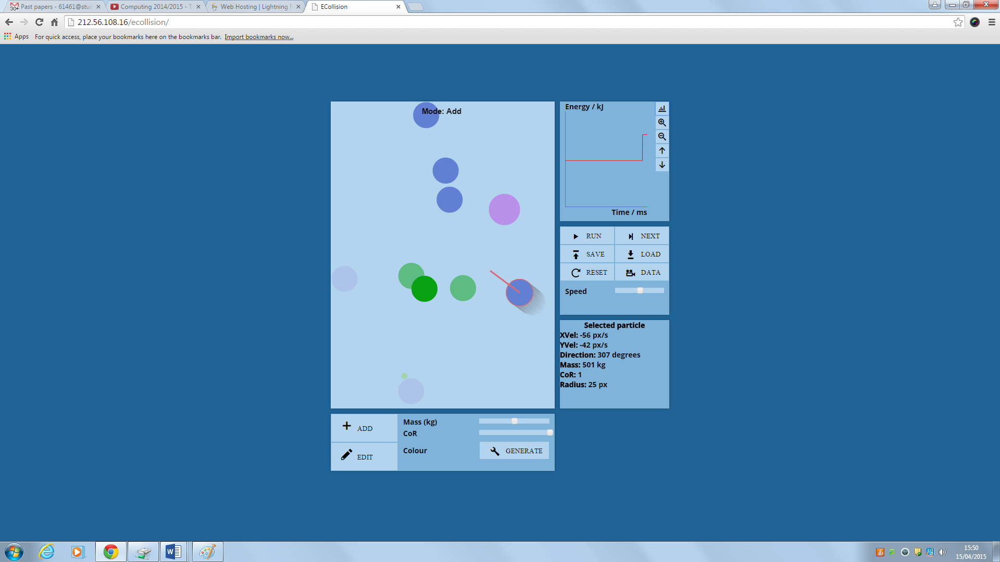 30+
Past papers - 61461@stuc
Computing 2014/2015 - T
Web Hosting | Lightning F
ECollision
212.56.108.16/ecollision/
Apps
For quick access, place your bookmarks here on the bookmarks bar. Import bookmarks now...
Mode: Add
Energy / kJ
Time / ms
RUN
NEXT
SAVE
LOAD
RESET
DATA
Speed
Selected particle
XVel: -56 px/s
YVel: -42 px/s
Direction: 307 degrees
Mass: 501 kg
CoR: 1
Radius: 25 px
ADD
EDIT
Mass (kg)
CoR
Colour
GENERATE
15:50
15/04/2015